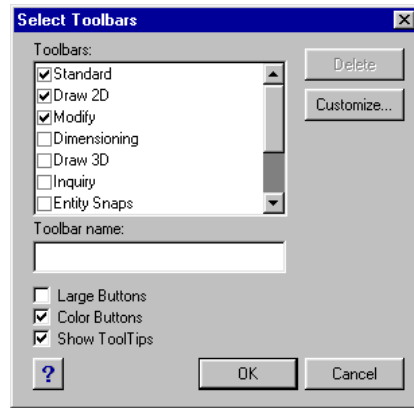 Select Toolbars
Toolbars:
Delete
Standard
Draw 2D
Customize...
Modify
Dimensioning
Draw 3D
Inquiry
Entity Snaps
Toolbar name:
Large Buttons
Color Buttons
Show ToolTips
? OK Cancel